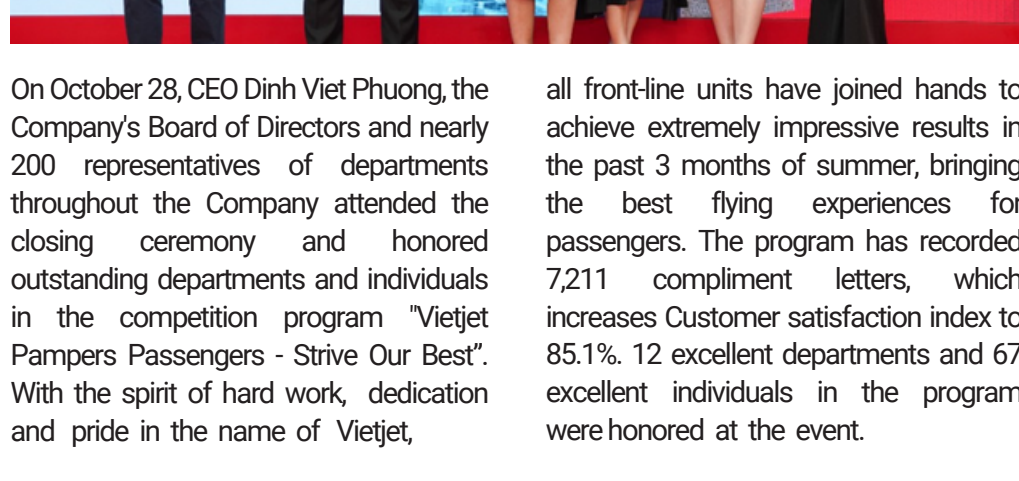 On October 28, CEO Dinh Viet Phuong, the
Company's Board of Directors and nearly
200 representatives of departments
throughout the Company attended the
closing ceremony and honored
outstanding departments and individuals
in the competition program "Vietjet
Pampers Passengers - Strive Our Best”.
With the spirit of hard work, dedication
and pride in the name of Vietjet,
all front-line units have joined hands to
achieve extremely impressive results in
the past 3 months of summer, bringing
the best flying experiences for
passengers. The program has recorded
7,211 compliment letters, which
increases Customer satisfaction index to
85.1%. 12 excellent departments and 67
excellent individuals in the program
were honored at the event.